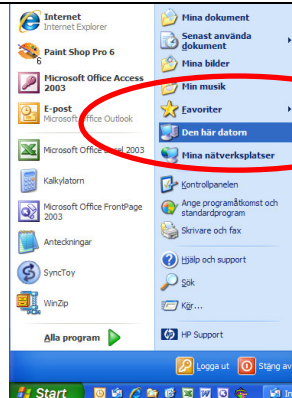 Internet
Internet Explorer
Paint Shop Pro 6
Microsoft Office Access
2003
E-post
Microsoft Office Outlook
Microsoft Office Excel 2003
Kalkylatorn
Microsoft Office FrontPage
2003
Anteckningar
SyncToy
WinZip
Alla program
Mina dokument
Senast använda
dokument
Mina bilder
Min musik
Favoriter
Den här datorn
Mina nätverksplatser
Kontrollpanelen
Ange programåtkomst och
standardprogram
Skrivare och fax
Hjälp och support
Sök
Kör...
HP Support
Logga ut
Stäng av
Start
In